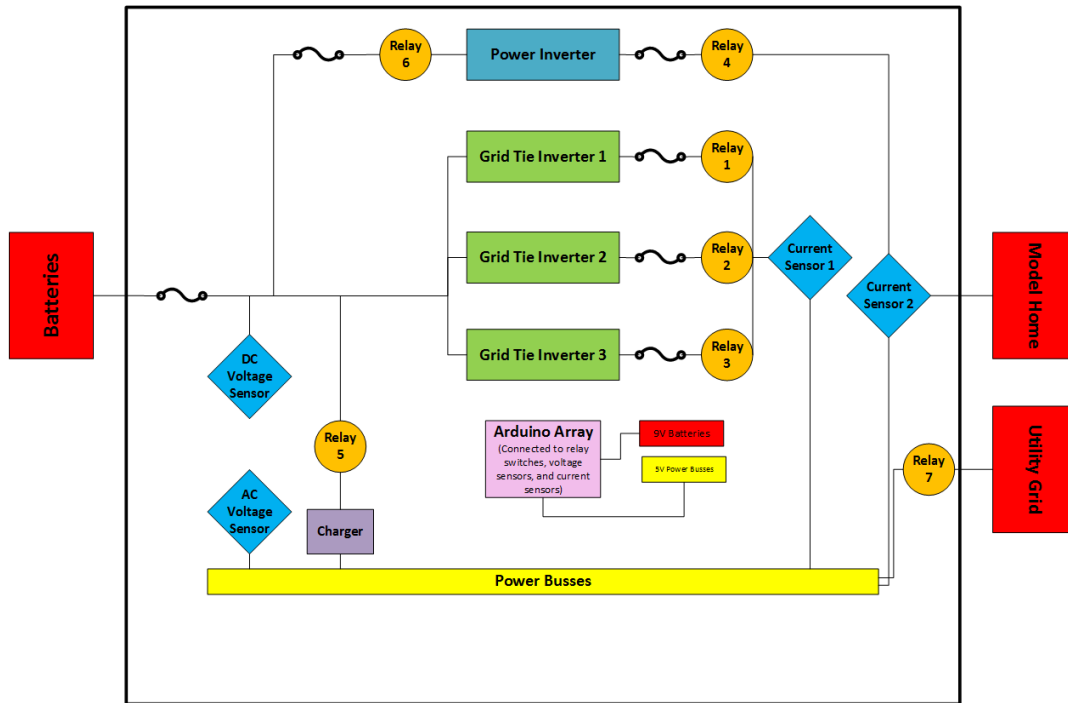 Relay
6
Power Inverter
Relay
4
Grid Tie Inverter 1
Relay
1
Batteries
Grid Tie Inverter 2
Relay
2
Current
Sensor 1
Current
Sensor 2
Model Home
Grid Tie Inverter 3
Relay
3
DC
Voltage
Sensor
Relay
5
Arduino Array
(Connected to relay
switches, voltage
sensors, and current
sensors)
9V Batteries
5V Power Busses
Relay
7
Utility Grid
AC
Voltage
Sensor
Charger
Power Busses